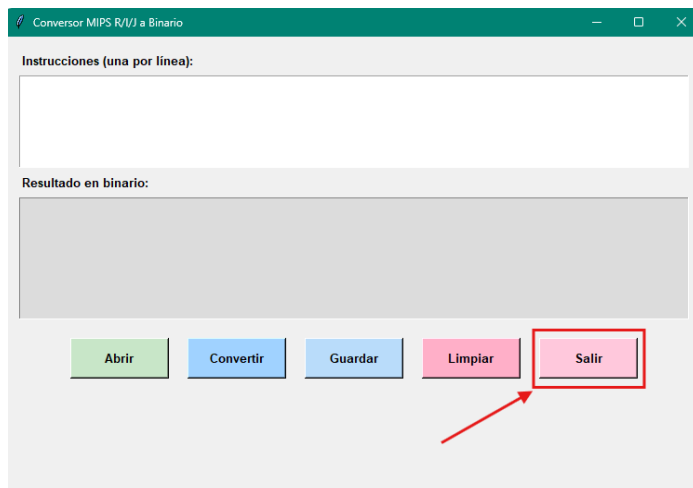 Conversor MIPS R/I/J a Binario
Instrucciones (una por línea):
Resultado en binario:
Abrir Convertir Guardar Limpiar Salir